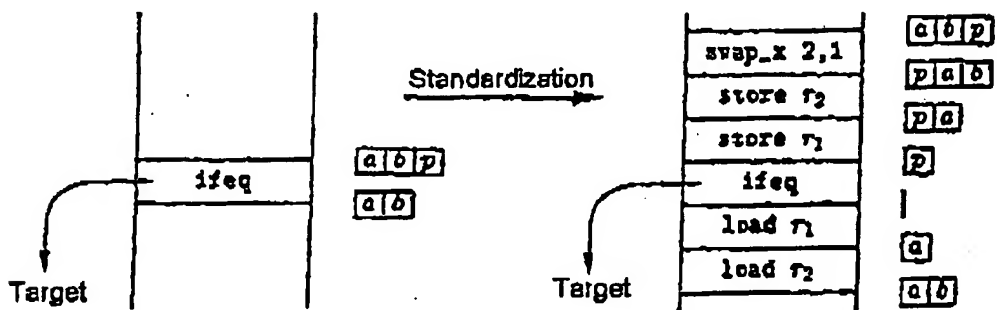 a b p
swap_x 2,1
Standardization
p a b
store r2
p a
store r1
a b p
p
ifeq
ifeq
a b
load r1
a
Target
load r2
Target
a b